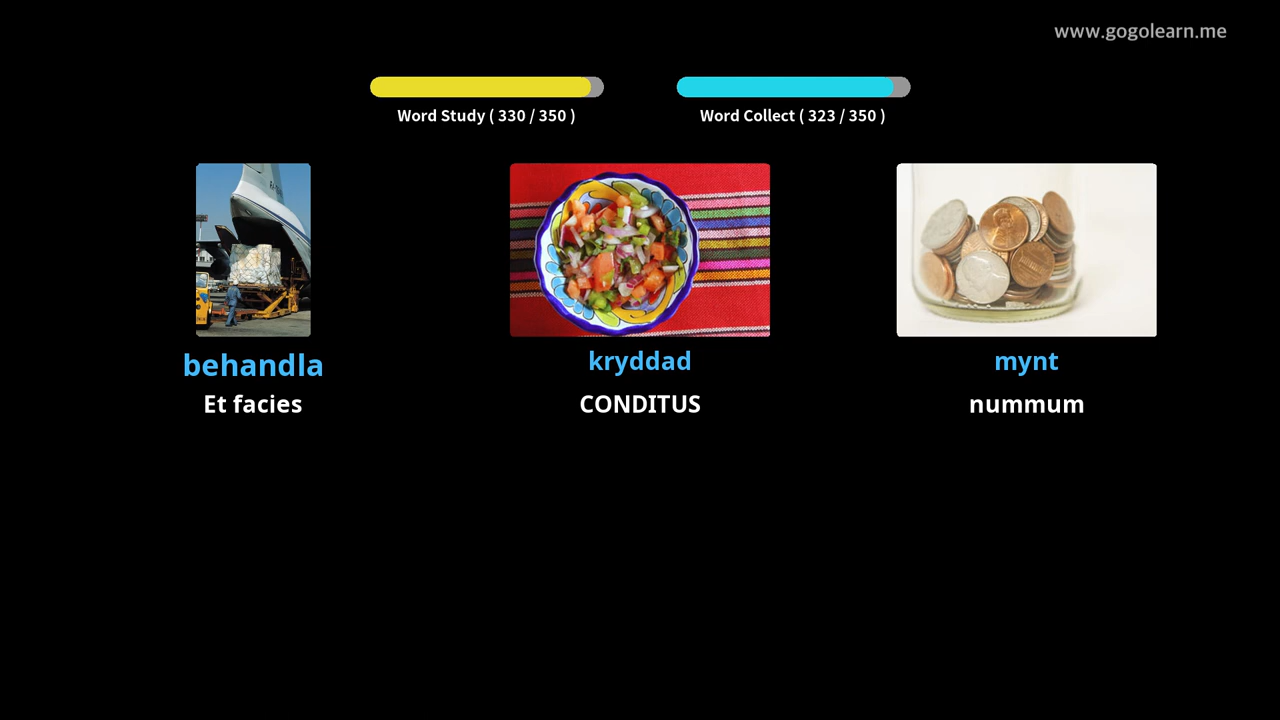 www.gogolearn.me
Word Study ( 330 / 350 )
Word Collect ( 323 / 350 )
behandla
kryddad
mynt
Et facies
CONDITUS
nummum